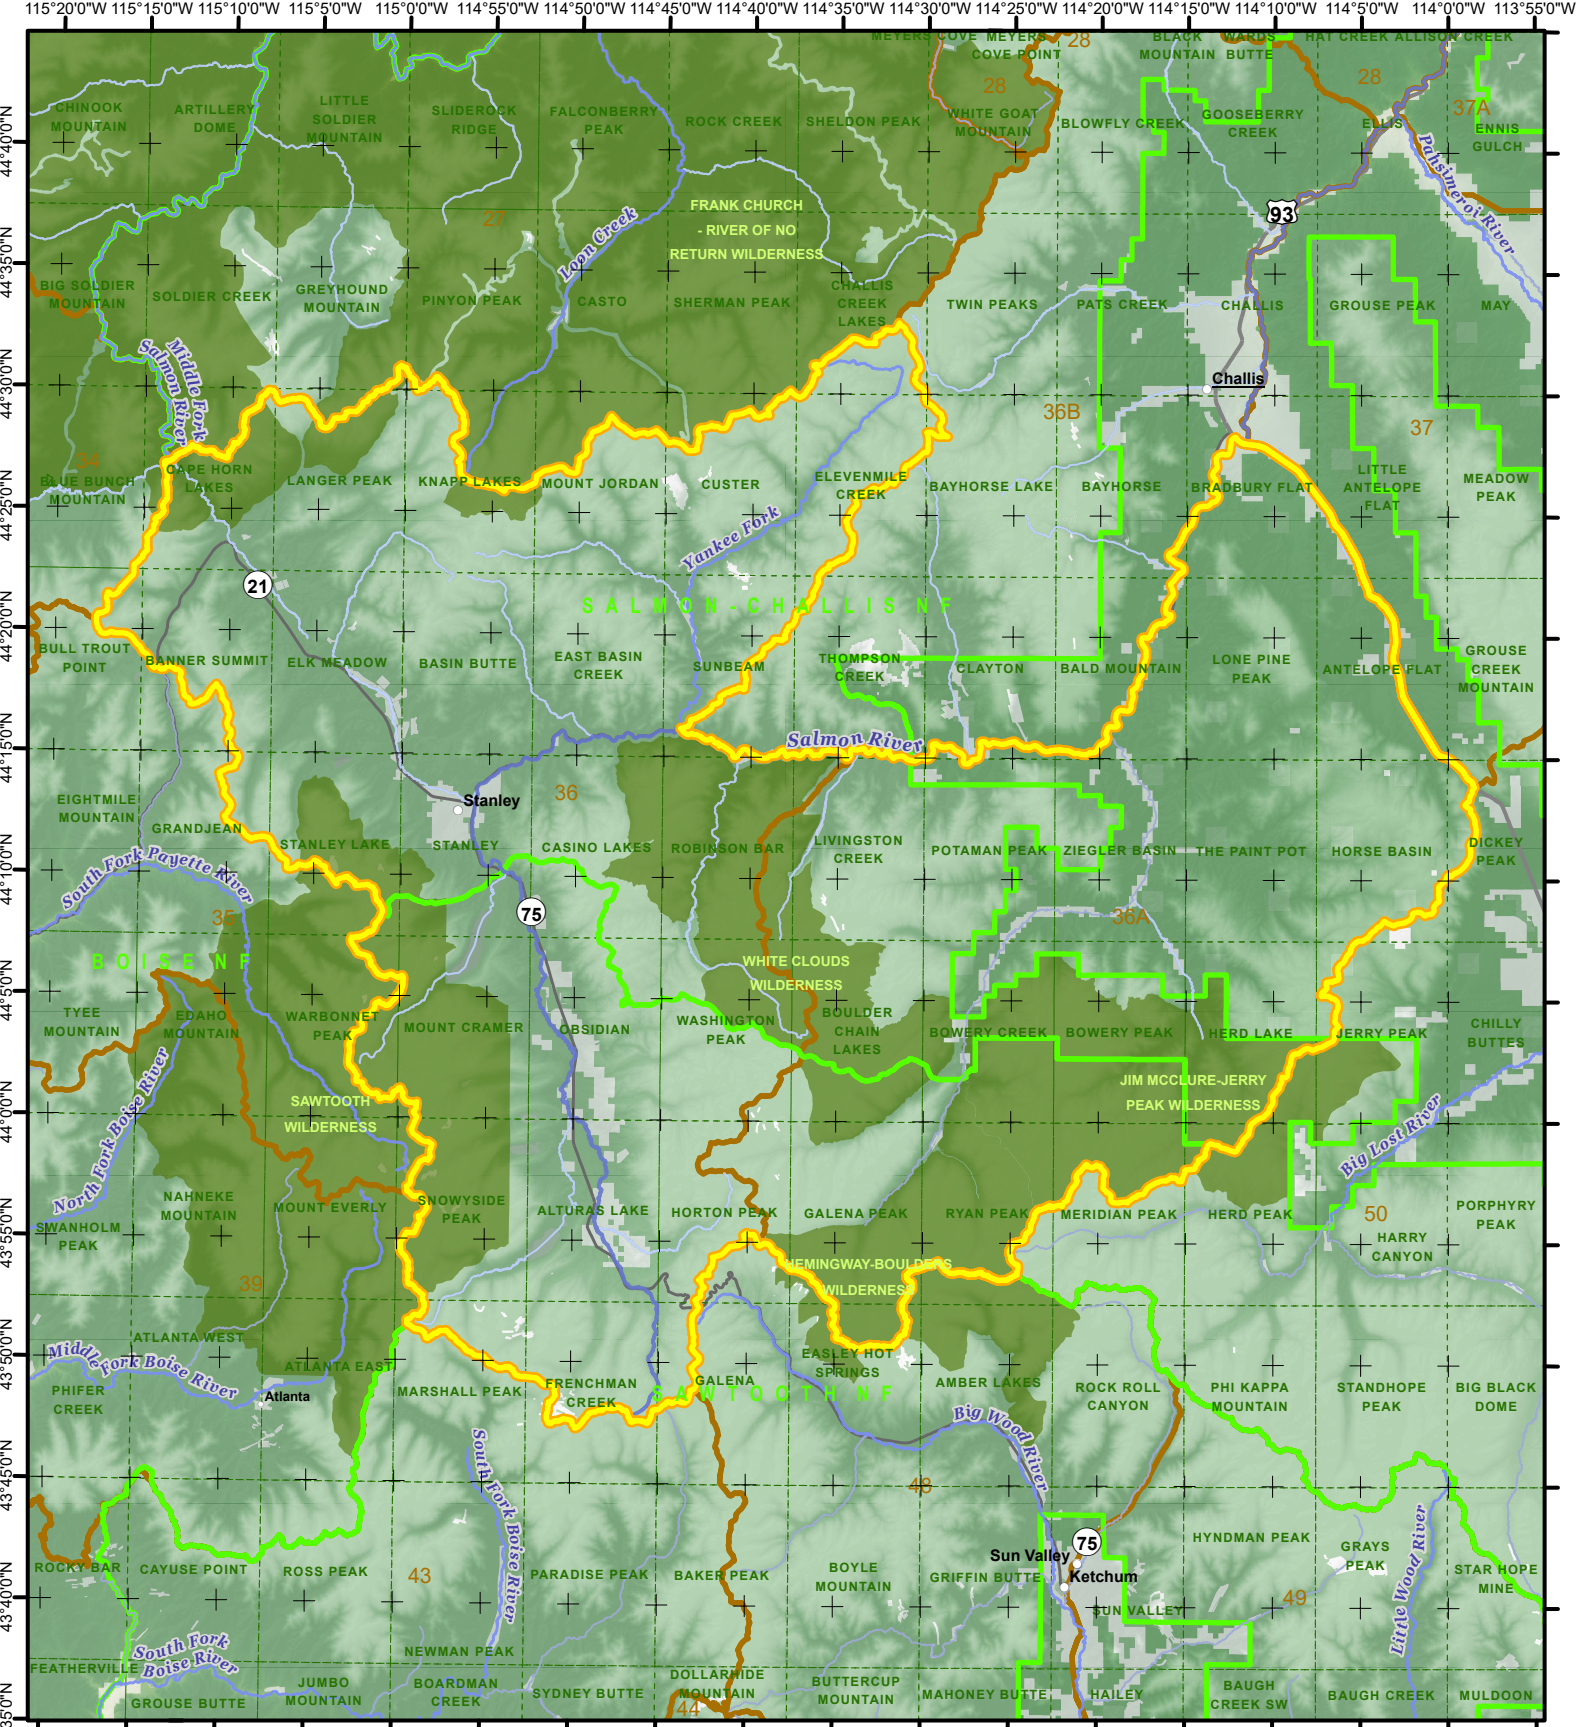 115°20'0"W 115°15'0"W 115°10'0"W 115°5'0"W 115°0'0"W 114°55'0"W 114°50'0"W 114°45'0"W 114°40'0"W 114°35'0"W 114°30'0"W 114°25'0"W 114°20'0"W 114°15'0"W 114°10'0"W 114°5'0"W 114°0'0"W 113°55'0"W
44°40'0"N
44°35'0"N
44°30'0"N
44°25'0"N
44°20'0"N
44°15'0"N
44°10'0"N
44°5'0"N
44°0'0"N
43°55'0"N
43°50'0"N
43°45'0"N
43°40'0"N
35'0"N
MEYERS COVE
MEYERS
COVE POINT
28
BLACK
MOUNTAIN
WARDS
BUTTE
HAT CREEK
ALLISON CREEK
28
28
37A
CHINOOK
MOUNTAIN
ARTILLERY
DOME
LITTLE
SOLDIER
MOUNTAIN
SLIDEROCK
RIDGE
FALCONBERRY
PEAK
ROCK CREEK
SHELDON PEAK
WHITE GOAT
MOUNTAIN
BLOWFLY CREEK
GOOSEBERRY
CREEK
ELLIS
ENNIS
GULCH
Pahsimeroi River
27
FRANK CHURCH
- RIVER OF NO
RETURN WILDERNESS
93
Loon Creek
BIG SOLDIER
MOUNTAIN
SOLDIER CREEK
GREYHOUND
MOUNTAIN
PINYON PEAK
CASTO
SHERMAN PEAK
CHALLIS
CREEK
LAKES
TWIN PEAKS
PATS CREEK
CHALLIS
GROUSE PEAK
MAY
Middle Fork
Salmon River
Challis
36B
37
34
BLUE BUNCH
MOUNTAIN
CAPE HORN
LAKES
LANGER PEAK
KNAPP LAKES
MOUNT JORDAN
CUSTER
ELEVENMILE
CREEK
BAYHORSE LAKE
BAYHORSE
BRADBURY FLAT
LITTLE
ANTELOPE
FLAT
MEADOW
PEAK
Yankee Fork
21
SALMON-CHALLIS NF
BULL TROUT
POINT
BANNER SUMMIT
ELK MEADOW
BASIN BUTTE
EAST BASIN
CREEK
SUNBEAM
THOMPSON
CREEK
CLAYTON
BALD MOUNTAIN
LONE PINE
PEAK
ANTELOPE FLAT
GROUSE
CREEK
MOUNTAIN
Salmon River
Stanley
36
EIGHTMILE
MOUNTAIN
GRANDJEAN
STANLEY LAKE
STANLEY
CASINO LAKES
ROBINSON BAR
LIVINGSTON
CREEK
POTAMAN PEAK
ZIEGLER BASIN
THE PAINT POT
HORSE BASIN
DICKEY
PEAK
South Fork Payette River
75
35
36A
BOISE NF
WHITE CLOUDS
WILDERNESS
TYEE
MOUNTAIN
EDAHO
MOUNTAIN
WARBONNET
PEAK
MOUNT CRAMER
OBSIDIAN
WASHINGTON
PEAK
BOULDER
CHAIN
LAKES
BOWERY CREEK
BOWERY PEAK
HERD LAKE
JERRY PEAK
CHILLY
BUTTES
SAWTOOTH
WILDERNESS
JIM MCCLURE-JERRY
PEAK WILDERNESS
North Fork Boise River
Big Lost River
SWANHOLM
PEAK
NAHNEKE
MOUNTAIN
MOUNT EVERLY
SNOWYSIDE
PEAK
ALTURAS LAKE
HORTON PEAK
GALENA PEAK
RYAN PEAK
MERIDIAN PEAK
HERD PEAK
50
HARRY
CANYON
PORPHYRY
PEAK
39
HEMINGWAY-BOULDERS
WILDERNESS
Middle Fork Boise River
ATLANTA WEST
ATLANTA EAST
PHIFER
CREEK
Atlanta
MARSHALL PEAK
FRENCHMAN
CREEK
GALENA
SAWTOOTH NF
EASLEY HOT
SPRINGS
AMBER LAKES
ROCK ROLL
CANYON
PHI KAPPA
MOUNTAIN
STANDHOPE
PEAK
BIG BLACK
DOME
South Fork Boise River
Big Wood River
48
Little Wood River
75
Sun Valley
Ketchum
ROCKY BAR
CAYUSE POINT
ROSS PEAK
43
PARADISE PEAK
BAKER PEAK
BOYLE
MOUNTAIN
GRIFFIN BUTTE
SUN VALLEY
HYNDMAN PEAK
GRAYS
PEAK
49
STAR HOPE
MINE
FEATHERVILLE
South Fork
Boise River
GROUSE BUTTE
JUMBO
MOUNTAIN
NEWMAN PEAK
BOARDMAN
CREEK
SYDNEY BUTTE
DOLLARHIDE
MOUNTAIN
44
BUTTERCUP
MOUNTAIN
MAHONEY BUTTE
HAILEY
BAUGH
CREEK SW
BAUGH CREEK
MULDOON